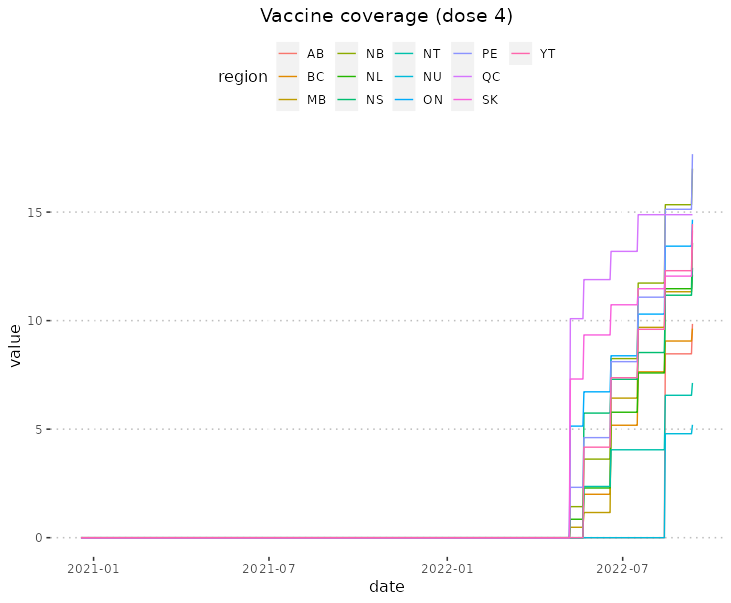 Vaccine coverage (dose 4)
region
AB NB NT PE YT
BC NL NU QC
MB NS ON SK
value
15
10
5
0
2021-01 2021-07 2022-01 2022-07
date